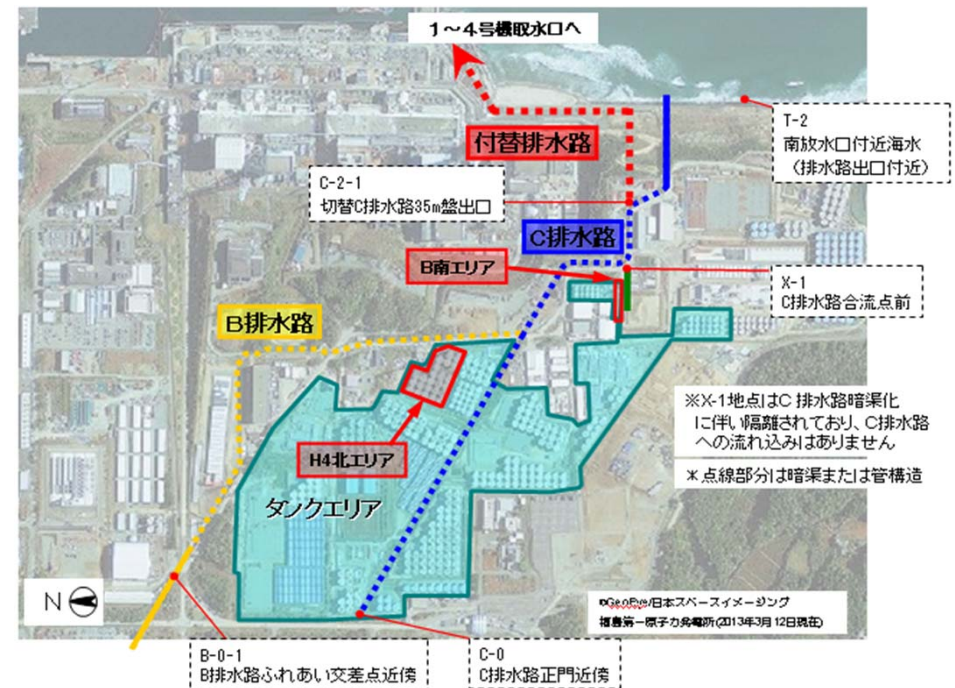 1～4号機取水口へ
付替排水路
T-2
南放水口付近海水
(排水路出口付近)
C-2-1
切替C排水路35m盤出口
C排水路
B南エリア
X-1
C排水路合流点前
B排水路
※X-1地点はC排水路暗渠化
に伴い隔離されており、C排水路
への流れ込みはありません
H4北エリア
＊点線部分は暗渠または管構造
タンクエリア
N
©GeoEye/日本スペースイメージング
福島第一原子力発電所(2013年3月12日現在)
B-0-1
B排水路ふれあい交差点近傍
C-0
C排水路正門近傍